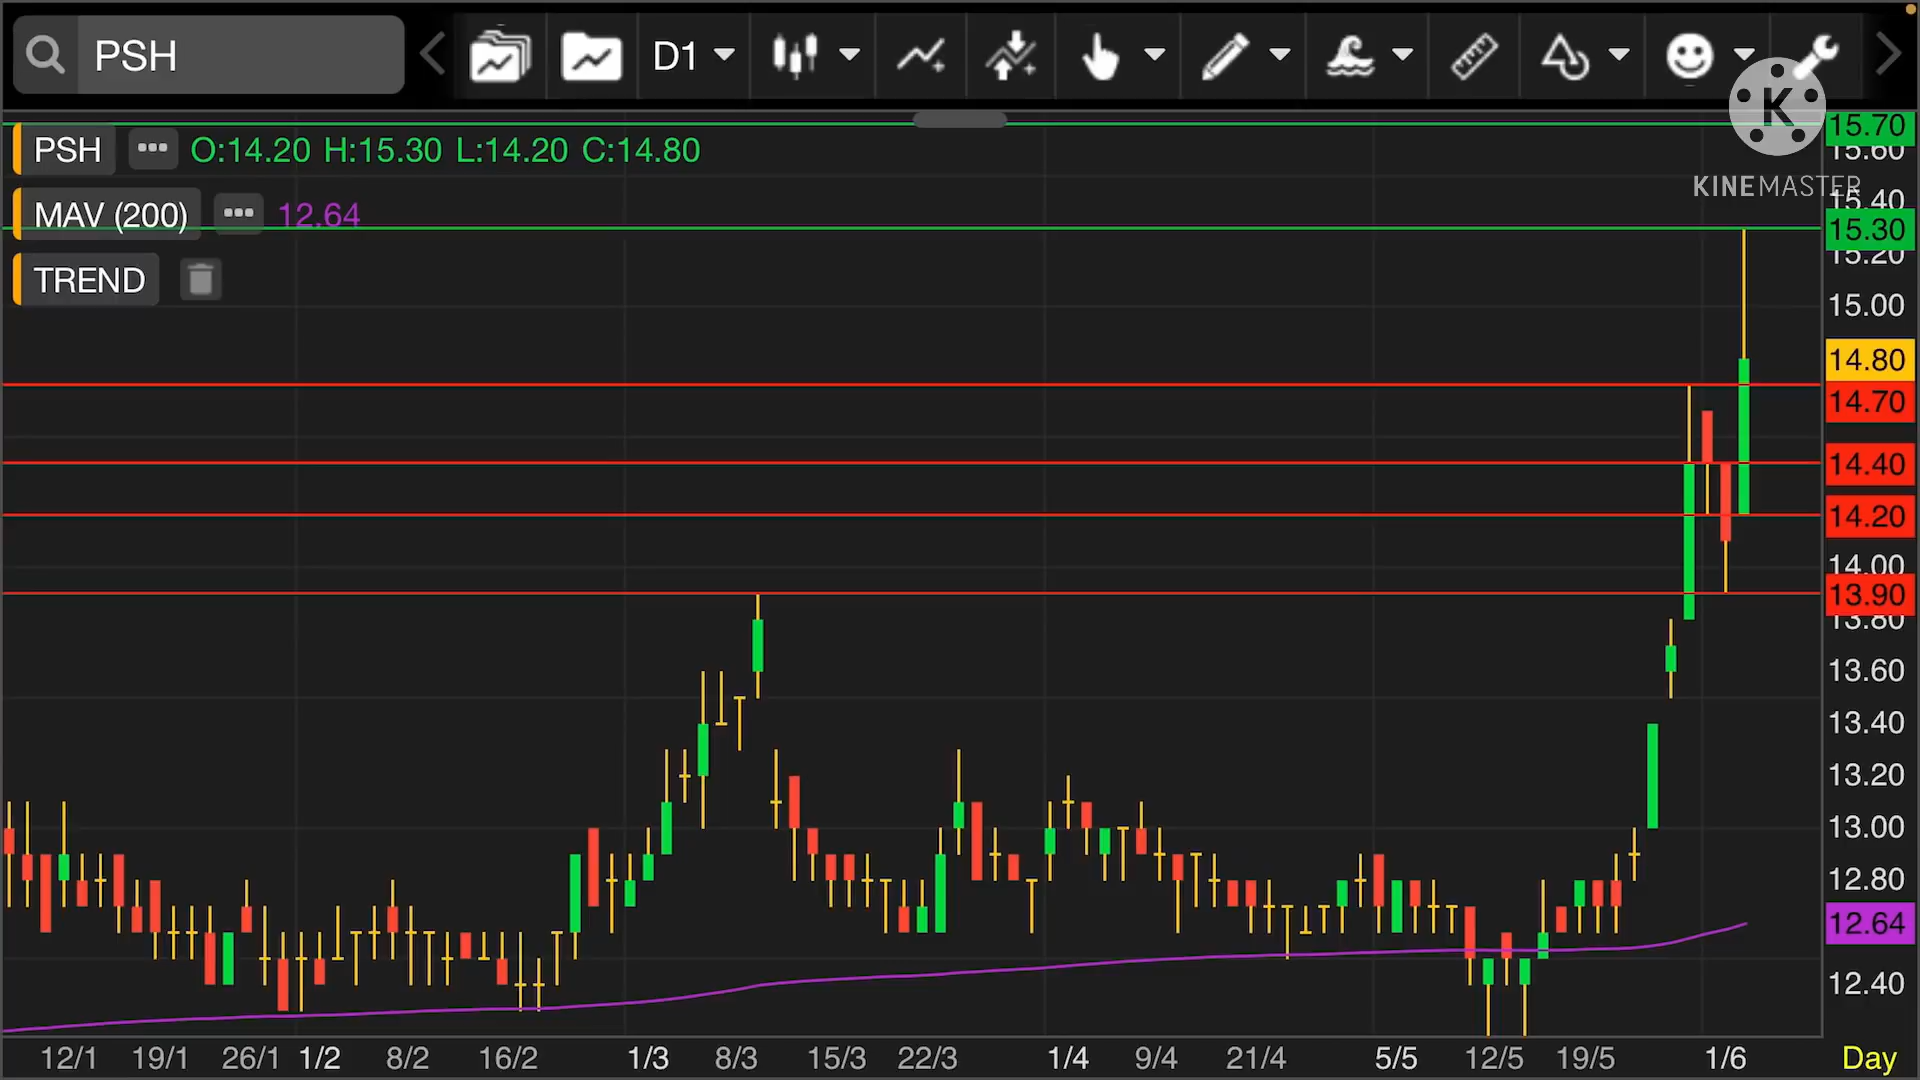 PSH D1
K
KINEMASTER
PSH O:14.20 H:15.30 L:14.20 C:14.80
MAV (200) 12.64
TREND
15.70
15.60
15.40
15.30
15.20
15.00
14.80
14.70
14.40
14.20
14.00
13.90
13.80
13.60
13.40
13.20
13.00
12.80
12.64
12.40
12/1 19/1 26/1 1/2 8/2 16/2 1/3 8/3 15/3 22/3 1/4 9/4 21/4 5/5 12/5 19/5 1/6 Day